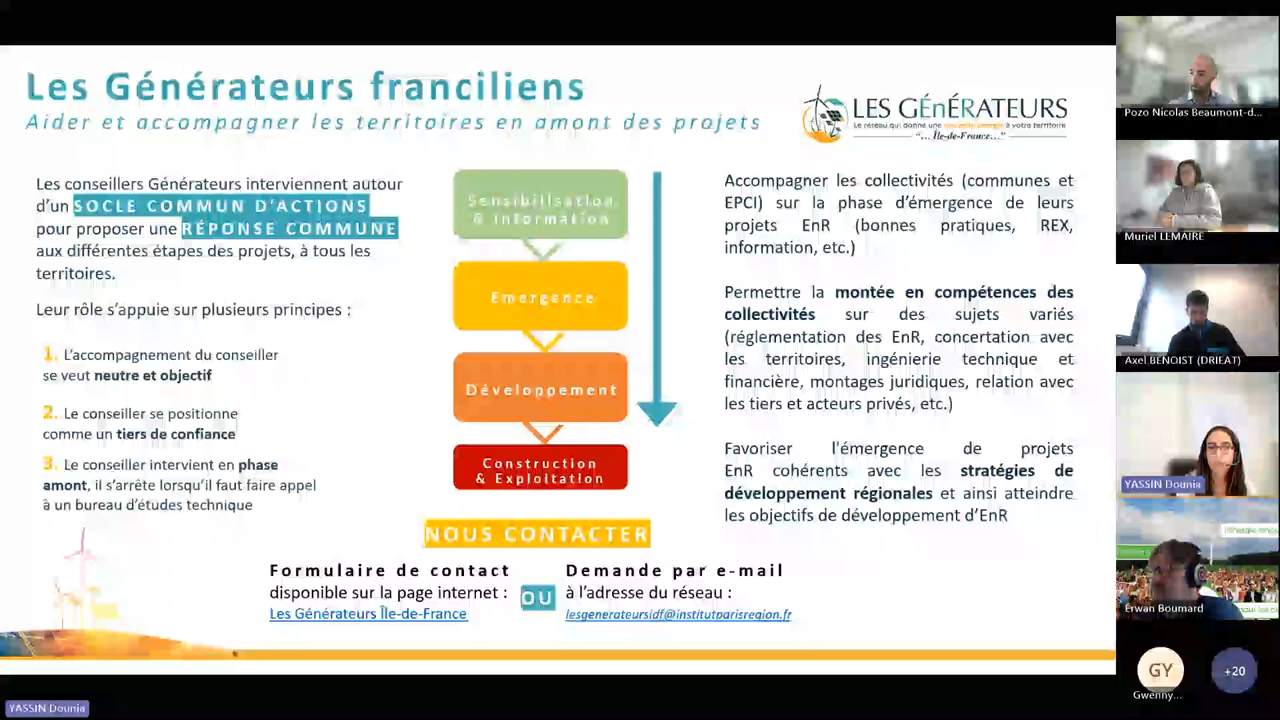 Les Générateurs franciliens
Aider et accompagner les territoires en amont des projets
LES GÉnÉRATEURS
Le réseau qui donne une nouvelle énergie à votre territoire
“… Île-de-France…”
Les conseillers Générateurs interviennent autour
d’un SOCLE COMMUN D’ACTIONS
pour proposer une RÉPONSE COMMUNE
aux différentes étapes des projets, à tous les
territoires.
Leur rôle s’appuie sur plusieurs principes :
1. L’accompagnement du conseiller
se veut neutre et objectif
2. Le conseiller se positionne
comme un tiers de confiance
3. Le conseiller intervient en phase
amont, il s’arrête lorsqu’il faut faire appel
à un bureau d’études technique
Sensibilisation
& information
Emergence
Développement
Construction
& Exploitation
Accompagner les collectivités (communes et
EPCI) sur la phase d’émergence de leurs
projets EnR (bonnes pratiques, REX,
information, etc.)
Permettre la montée en compétences des
collectivités sur des sujets variés
(réglementation des EnR, concertation avec
les territoires, ingénierie technique et
financière, montages juridiques, relation avec
les tiers et acteurs privés, etc.)
Favoriser l'émergence de projets
EnR cohérents avec les stratégies de
développement régionales et ainsi atteindre
les objectifs de développement d’EnR
NOUS CONTACTER
Formulaire de contact
disponible sur la page internet :
Les Générateurs Île-de-France
OU
Demande par e-mail
à l’adresse du réseau :
lesgenerateursidf@institutparisregion.fr
YASSIN Dounia
Pozo Nicolas Beaumont-d...
Muriel LEMAIRE
Axel BENOIST (DRIEAT)
YASSIN Dounia
Erwan Boumard
GY
Gwenny...
+20